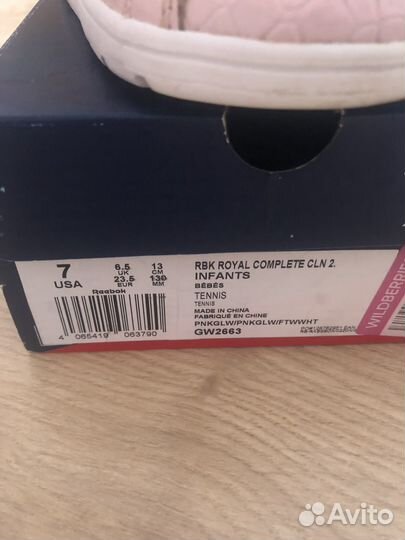 7
USA
6.5
UK
23.5
EUR
13
CM
130
MM
Reebok
4 065419 063790
RBK ROYAL COMPLETE CLN 2.
INFANTS
BÉBÉS
TENNIS
TENNIS
MADE IN CHINA
FABRIQUÉ EN CHINE
PNKGLW/PNKGLW/FTWWHT
GW2663
WILDBERRIE
Avito